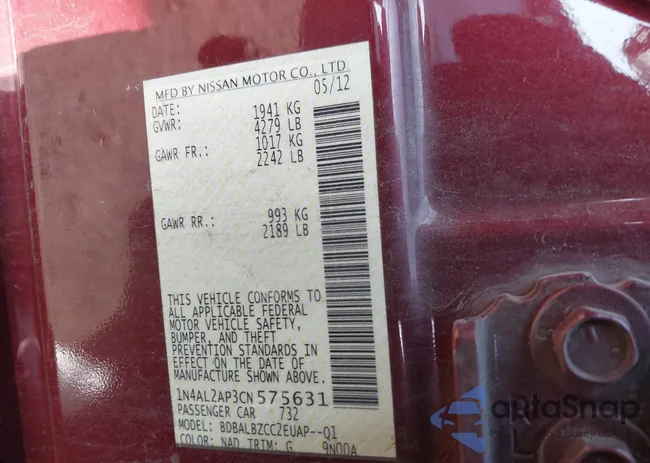 MFD BY NISSAN MOTOR CO., LTD.
DATE: 05/12
GVWR: 1941 KG
4279 LB
GAWR FR.: 1017 KG
2242 LB
GAWR RR.: 993 KG
2189 LB
THIS VEHICLE CONFORMS TO
ALL APPLICABLE FEDERAL
MOTOR VEHICLE SAFETY,
BUMPER, AND THEFT
PREVENTION STANDARDS IN
EFFECT ON THE DATE OF
MANUFACTURE SHOWN ABOVE.
1N4AL2AP3CN575631
PASSENGER CAR 732
MODEL: BDBALBZCC2EUAP--Q1
COLOR: NAD TRIM: G 9N00A
autoSnap